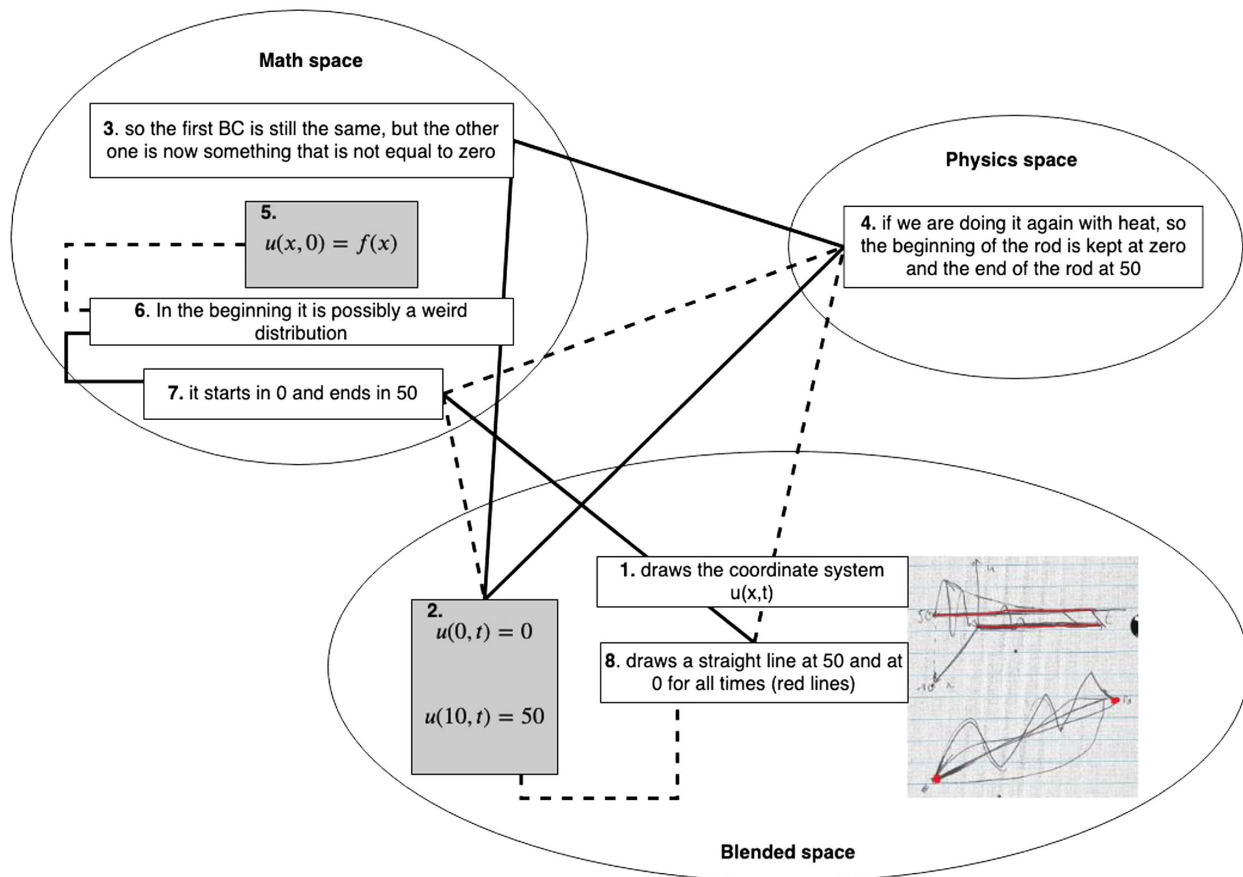 Math space
3. so the first BC is still the same, but the other
one is now something that is not equal to zero
5.
u(x,0) = f(x)
6. In the beginning it is possibly a weird
distribution
7. it starts in 0 and ends in 50
Physics space
4. if we are doing it again with heat, so
the beginning of the rod is kept at zero
and the end of the rod at 50
1. draws the coordinate system
u(x,t)
2.
u(0,t) = 0
u(10,t) = 50
8. draws a straight line at 50 and at
0 for all times (red lines)
u
50
x
Blended space